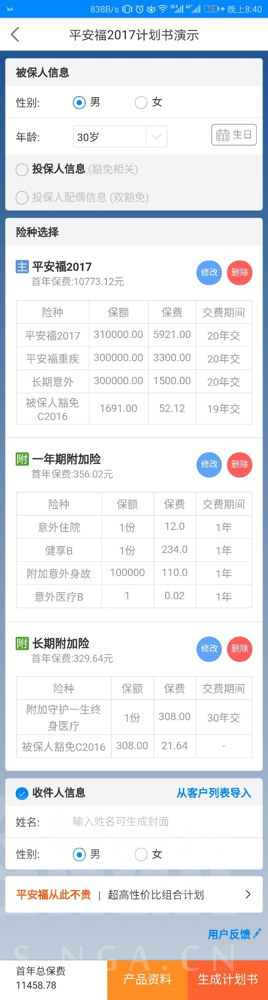 838B/s 3G R 4G+ 15 晚上8:40
平安福2017计划书演示
被保人信息
性别: 男 女
年龄: 30岁 生日
投保人信息 (豁免相关)
投保人配偶信息 (双豁免)
险种选择
主 平安福2017 修改 删除
首年保费:10773.12元
险种 保额 保费 交费期间
平安福2017 310000.00 5921.00 20年交
平安福重疾 300000.00 3300.00 20年交
长期意外 300000.00 1500.00 20年交
被保人豁免 1691.00 52.12 19年交
C2016
附 一年期附加险 修改 删除
首年保费:356.02元
险种 保额 保费 交费期间
意外住院 1份 12.0 1年
健享B 1份 234.0 1年
附加意外身故 100000 110.0 1年
意外医疗B 1 0.02 1年
附 长期附加险 修改 删除
首年保费:329.64元
险种 保额 保费 交费期间
附加守护一生终 1份 308.00 30年交
身医疗
被保人豁免C2016 308.00 21.64 -
收件人信息 从客户列表导入
姓名: 输入姓名可生成封面
性别: 男 女
平安福从此不贵 | 超高性价比组合计划
用户反馈
首年总保费 产品资料 生成计划书
11458.78